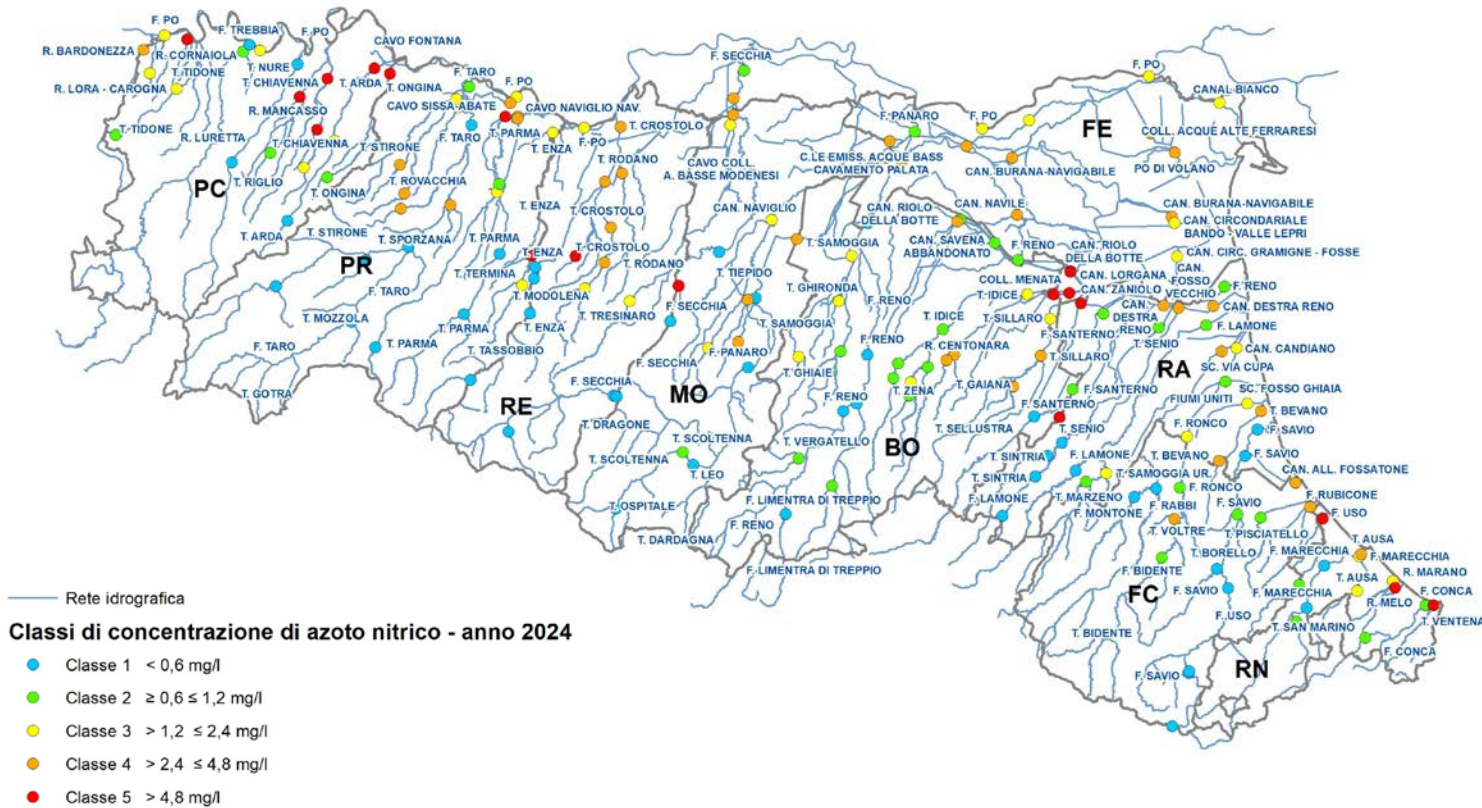 F. PO
F. TREBBIA
F. PO
CAVO FONTANA
R. BARDONEZZA
R. CORNAIOLA
T. TIDONE
T. NURE
T. CHIAVENNA
T. ARDA
T. ONGINA
R. LORA - CAROGNA
R. MANCASSO
T. TIDONE
R. LURETTA
T. CHIAVENNA
T. RIGLIO
T. ONGINA
PC
T. ARDA
F. TARO
F. PO
CAVO SISSA-ABATE
CAVO NAVIGLIO NAV.
F. TARO
T. PARMA
T. ENZA
F. PO
T. CROSTOLO
T. STIRONE
T. ROVACCHIA
T. RODANO
T. STIRONE
T. SPORZANA
T. ENZA
T. CROSTOLO
T. PARMA
PR
T. ENZA
T. CROSTOLO
T. RODANO
T. TERMINA
F. TARO
T. MODOLENA
T. MOZZOLA
T. TRESINARO
T. PARMA
T. ENZA
F. TARO
T. PARMA
T. TASSOBBIO
T. GOTRA
RE
F. SECCHIA
F. SECCHIA
CAVO COLL.
A. BASSE MODENESI
CAN. NAVIGLIO
T. TIEPIDO
F. SECCHIA
F. PANARO
F. SECCHIA
MO
T. DRAGONE
T. SCOLTENNA
T. SCOLTENNA
T. LEO
T. OSPITALE
T. DARDAGNA
F. PO
CANAL BIANCO
F. PANARO
F. PO
FE
COLL. ACQUE ALTE FERRARESI
C.LE EMISS. ACQUE BASS
CAVAMENTO PALATA
CAN. BURANA-NAVIGABILE
PO DI VOLANO
CAN. RIOLO
DELLA BOTTE
CAN. NAVILE
CAN. BURANA-NAVIGABILE
CAN. CIRCONDARIALE
BANDO - VALLE LEPRI
T. SAMOGGIA
CAN. SAVENA
ABBANDONATO
F. RENO
CAN. RIOLO
DELLA BOTTE
CAN. CIRC. GRAMIGNE - FOSSE
T. GHIRONDA
COLL. MENATA
CAN. LORGANA
CAN. ZANIOLO
CAN.
FOSSO
VECCHIO
F. RENO
T. IDICE
F. RENO
CAN.
DESTRA
RENO
CAN. DESTRA RENO
T. SAMOGGIA
T. IDICE
T. SILLARO
F. SANTERNO
T. SENIO
F. LAMONE
F. RENO
R. CENTONARA
T. SILLARO
RA
CAN. CANDIANO
T. GHIAIE
SC. VIA CUPA
T. ZENA
T. GAIANA
F. SANTERNO
SC. FOSSO GHIAIA
F. RENO
F. SANTERNO
FIUMI UNITI
T. BEVANO
T. SELLUSTRA
T. SENIO
F. RONCO
F. SAVIO
T. VERGATELLO
BO
T. SINTRIA
F. LAMONE
T. BEVANO
F. SAVIO
T. SINTRIA
T. SAMOGGIA UR.
CAN. ALL. FOSSATONE
F. LIMENTRA DI TREPPIO
F. LAMONE
T. MARZENO
F. RONCO
F. RUBICONE
F. RENO
F. MONTONE
F. RABBI
F. SAVIO
F. USO
T. VOLTRE
T. PISCIATELLO
T. AUSA
F. LIMENTRA DI TREPPIO
T. BORELLO
F. MARECCHIA
F. MARECCHIA
F. BIDENTE
R. MARANO
FC
F. SAVIO
F. MARECCHIA
T. AUSA
F. CONCA
R. MELO
F. USO
T. VENTENA
T. BIDENTE
T. SAN MARINO
F. CONCA
F. SAVIO
RN
Rete idrografica
Classi di concentrazione di azoto nitrico - anno 2024
Classe 1 < 0,6 mg/l
Classe 2 ≥ 0,6 ≤ 1,2 mg/l
Classe 3 > 1,2 ≤ 2,4 mg/l
Classe 4 > 2,4 ≤ 4,8 mg/l
Classe 5 > 4,8 mg/l